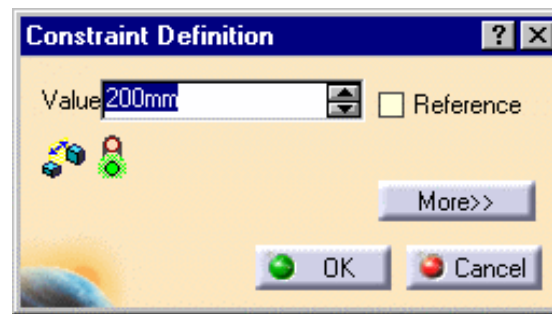 Constraint Definition
Value 200mm Reference
More>>
OK Cancel